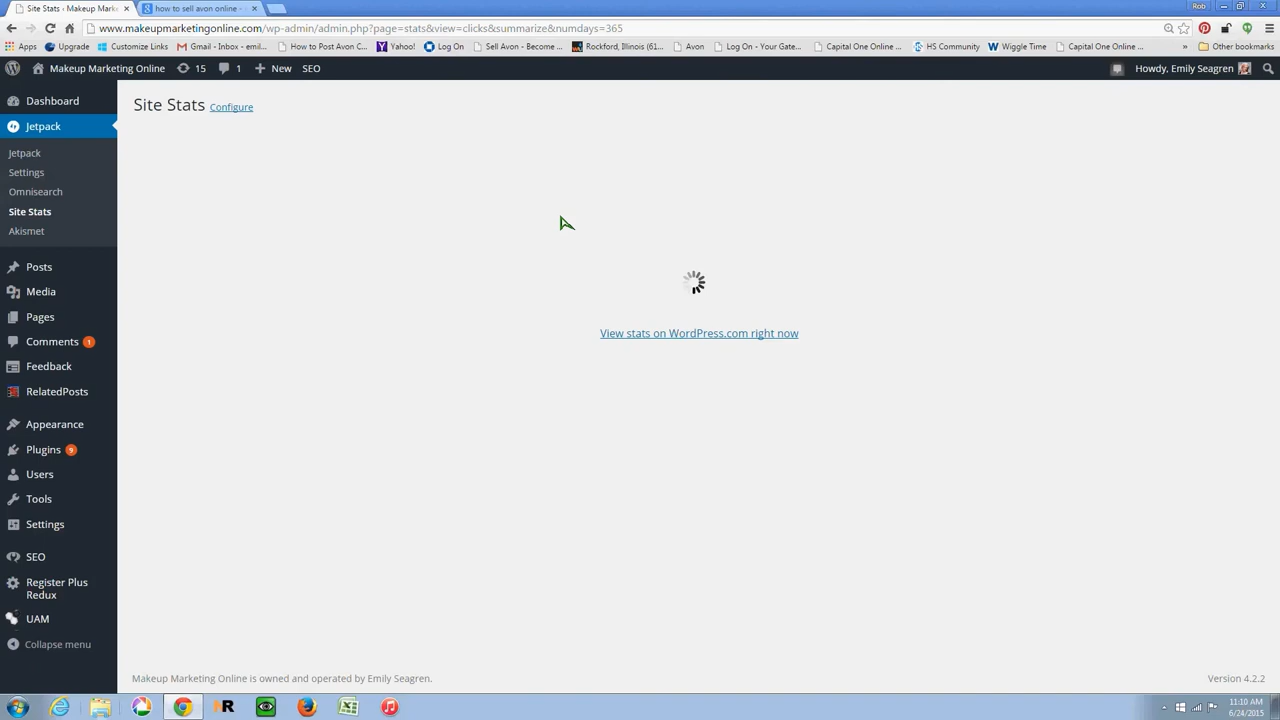 Site Stats ‹ Makeup Mark
how to sell avon online -
Rob
www.makeupmarketingonline.com/wp-admin/admin.php?page=stats&view=clicks&summarize&numdays=365
Apps Upgrade Customize Links Gmail - Inbox - emil... How to Post Avon C... Yahoo! Log On Sell Avon - Become ... Rockford, Illinois (61... Avon Log On - Your Gate... Capital One Online ... HS Community Wiggle Time Capital One Online ... » Other bookmarks
Makeup Marketing Online 15 1 + New SEO Howdy, Emily Seagren
Dashboard
Site Stats Configure
Jetpack
Jetpack
Settings
Omnisearch
Site Stats
Akismet
Posts
Media
Pages
View stats on WordPress.com right now
Comments 1
Feedback
RelatedPosts
Appearance
Plugins 9
Users
Tools
Settings
SEO
Register Plus
Redux
UAM
Collapse menu
Makeup Marketing Online is owned and operated by Emily Seagren. Version 4.2.2
11:10 AM
6/24/2015